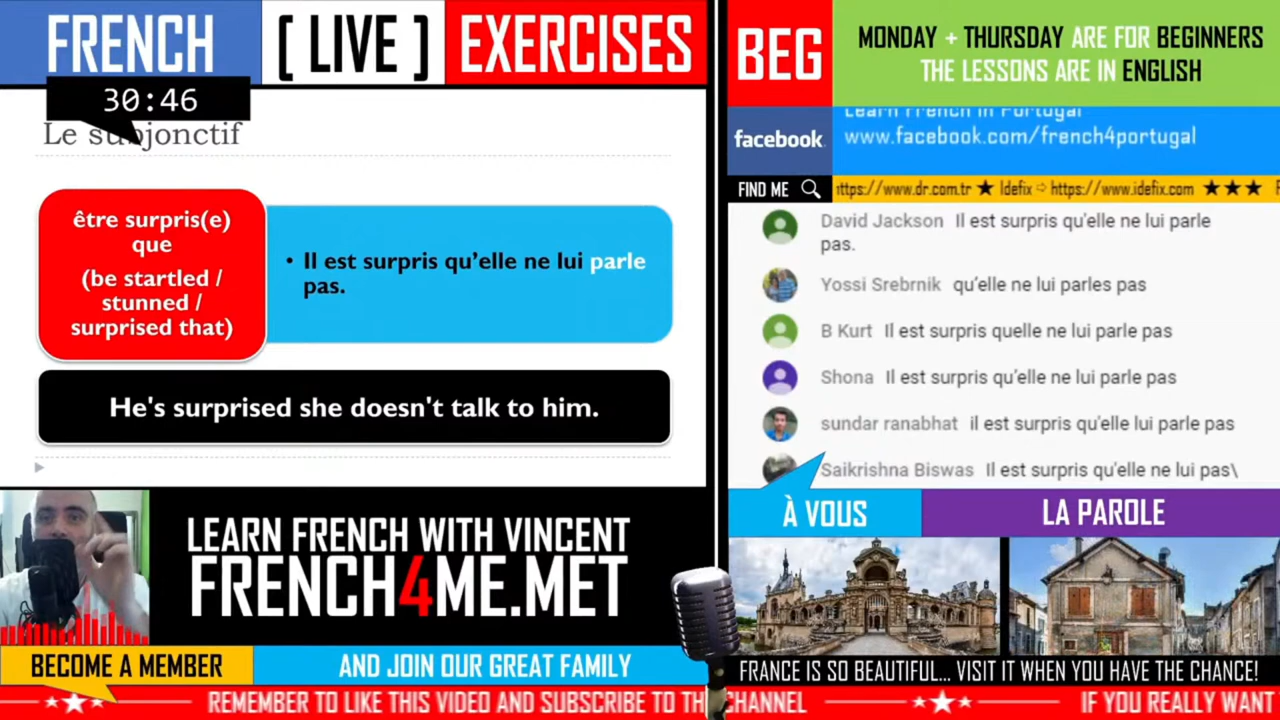 FRENCH
[ LIVE ]
EXERCISES
30:46
Le subjonctif
être surpris(e)
que
(be startled /
stunned /
surprised that)
• Il est surpris qu'elle ne lui parle
pas.
He's surprised she doesn't talk to him.
LEARN FRENCH WITH VINCENT
FRENCH4ME.MET
BECOME A MEMBER
AND JOIN OUR GREAT FAMILY
BEG
MONDAY + THURSDAY ARE FOR BEGINNERS
THE LESSONS ARE IN ENGLISH
facebook.
Learn French in Portugal
www.facebook.com/french4portugal
FIND ME
ttps://www.dr.com.tr ★ Idefix ⇨ https://www.idefix.com ★ ★ ★
David Jackson Il est surpris qu'elle ne lui parle
pas.
Yossi Srebrnik qu'elle ne lui parles pas
B Kurt Il est surpris quelle ne lui parle pas
Shona Il est surpris qu'elle ne lui parle pas
sundar ranabhat il est surpris qu'elle ne lui parle pas
Saikrishna Biswas Il est surpris qu'elle ne lui pas\
À VOUS
LA PAROLE
FRANCE IS SO BEAUTIFUL... VISIT IT WHEN YOU HAVE THE CHANCE!
REMEMBER TO LIKE THIS VIDEO AND SUBSCRIBE TO TH CHANNEL
IF YOU REALLY WANT